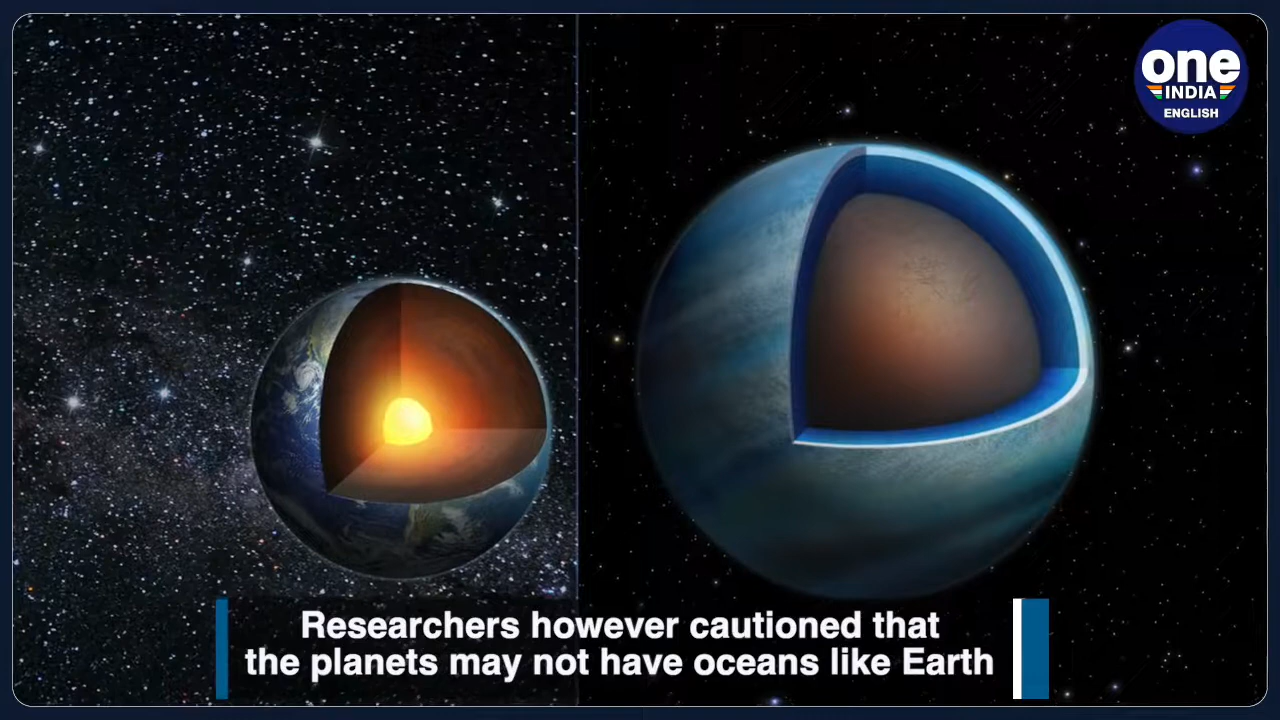 one
INDIA
ENGLISH
Researchers however cautioned that
the planets may not have oceans like Earth